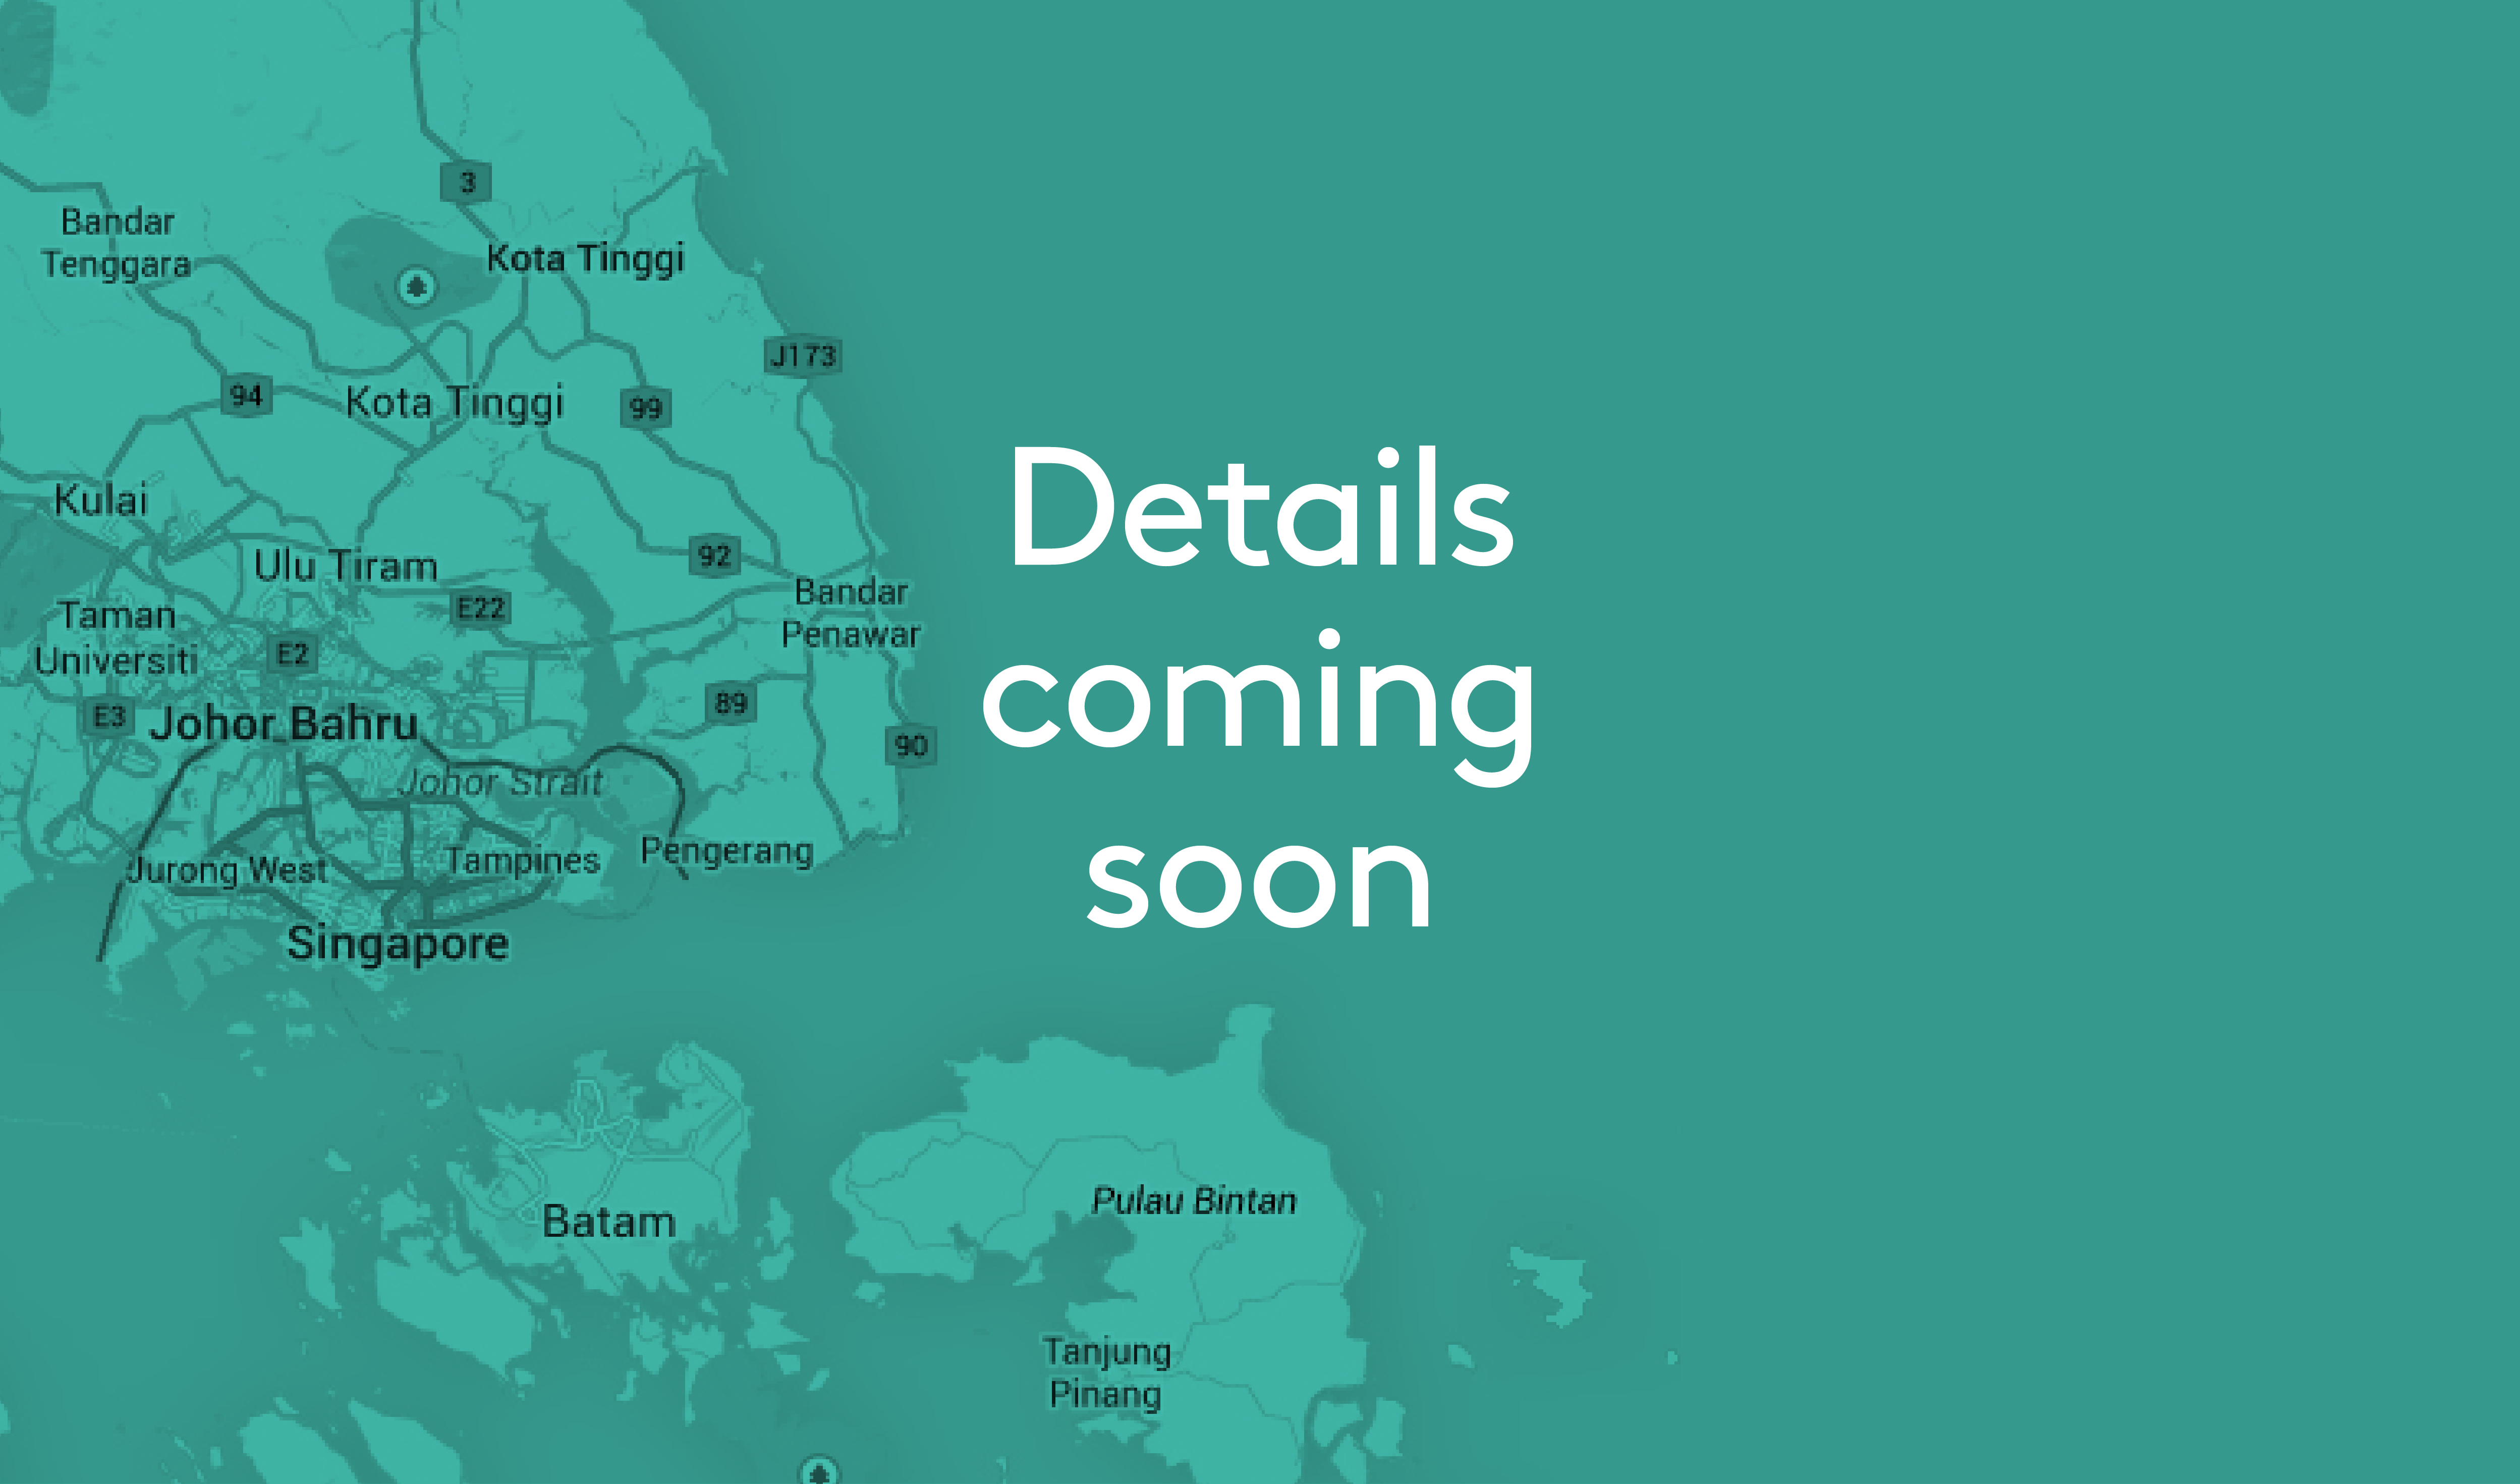 3
Bandar
Tenggara
Kota Tinggi
J173
94
Kota Tinggi
99
Kulai
Ulu Tiram
92
Bandar
Penawar
Taman
Universiti
E22
E2
89
E3
Johor Bahru
90
Johor Strait
Jurong West
Tampines
Pengerang
Singapore
Details
coming
soon
Batam
Pulau Bintan
Tanjung
Pinang